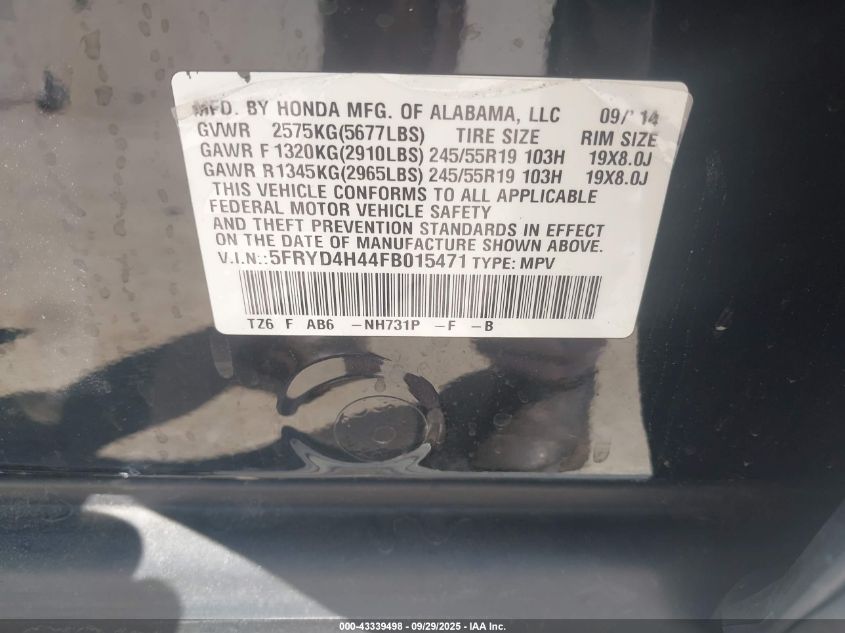 MFD. BY HONDA MFG. OF ALABAMA, LLC 09/'14
GVWR 2575KG(5677LBS) TIRE SIZE RIM SIZE
GAWR F 1320KG(2910LBS) 245/55R19 103H 19X8.0J
GAWR R 1345KG(2965LBS) 245/55R19 103H 19X8.0J
THIS VEHICLE CONFORMS TO ALL APPLICABLE
FEDERAL MOTOR VEHICLE SAFETY
AND THEFT PREVENTION STANDARDS IN EFFECT
ON THE DATE OF MANUFACTURE SHOWN ABOVE.
V.I.N.:5FRYD4H44FB015471 TYPE: MPV
TZ6 F AB6 -NH731P -F -B
000-43339498 - 09/29/2025 - IAA Inc.